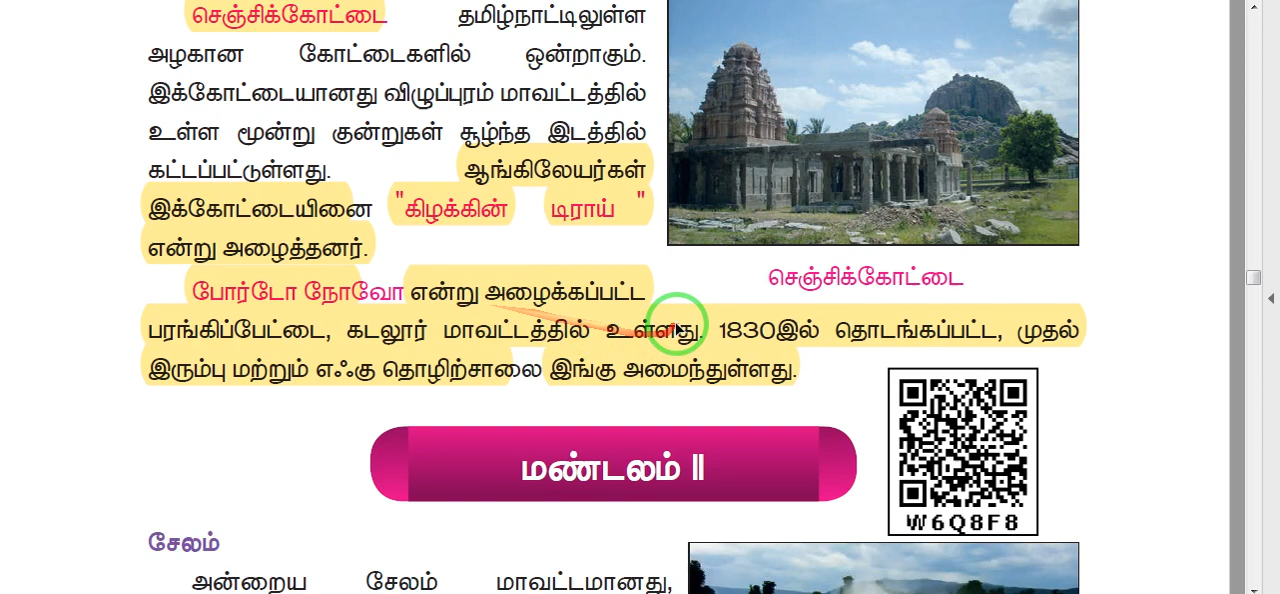 செஞ்சிக்கோட்டை தமிழ்நாட்டிலுள்ள
அழகான கோட்டைகளில் ஒன்றாகும்.
இக்கோட்டையானது விழுப்புரம் மாவட்டத்தில்
உள்ள மூன்று குன்றுகள் சூழ்ந்த இடத்தில்
கட்டப்பட்டுள்ளது. ஆங்கிலேயர்கள்
இக்கோட்டையினை "கிழக்கின் டிராய் "
என்று அழைத்தனர்.
செஞ்சிக்கோட்டை
போர்டோ நோவோ என்று அழைக்கப்பட்ட
பரங்கிப்பேட்டை, கடலூர் மாவட்டத்தில் உள்ளது. 1830இல் தொடங்கப்பட்ட, முதல்
இரும்பு மற்றும் எஃகு தொழிற்சாலை இங்கு அமைந்துள்ளது.
மண்டலம் II
W6Q8F8
சேலம்
அன்றைய சேலம் மாவட்டமானது,